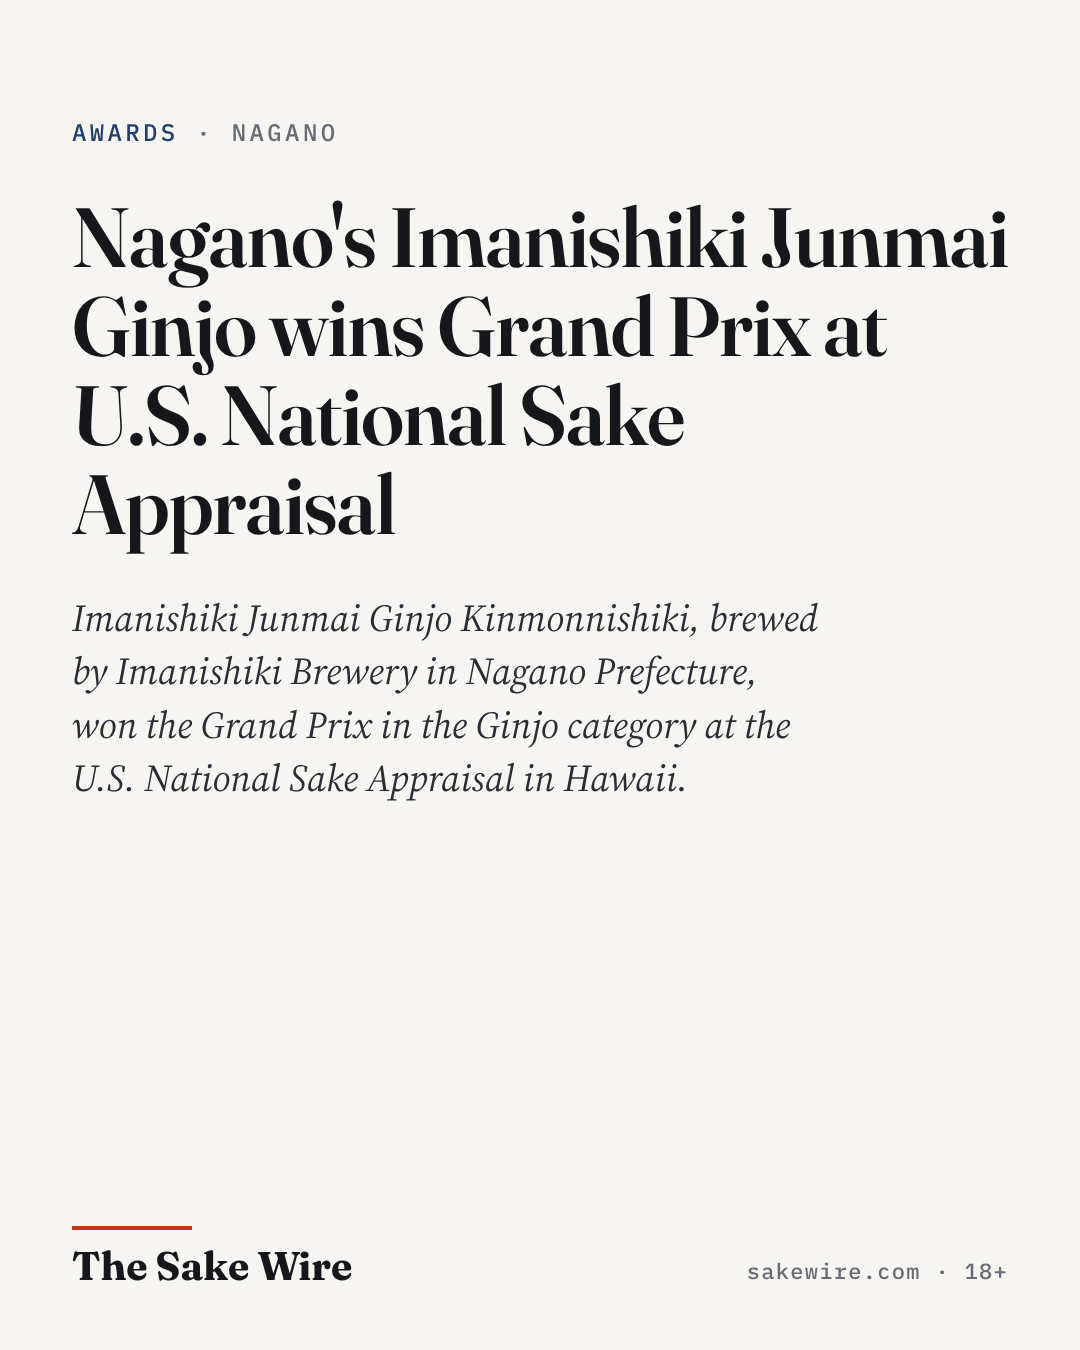 AWARDS · NAGANO
Nagano's Imanishiki Junmai
Ginjo wins Grand Prix at
U.S. National Sake
Appraisal
Imanishiki Junmai Ginjo Kinmonnishiki, brewed
by Imanishiki Brewery in Nagano Prefecture,
won the Grand Prix in the Ginjo category at the
U.S. National Sake Appraisal in Hawaii.
The Sake Wire
sakewire.com · 18+